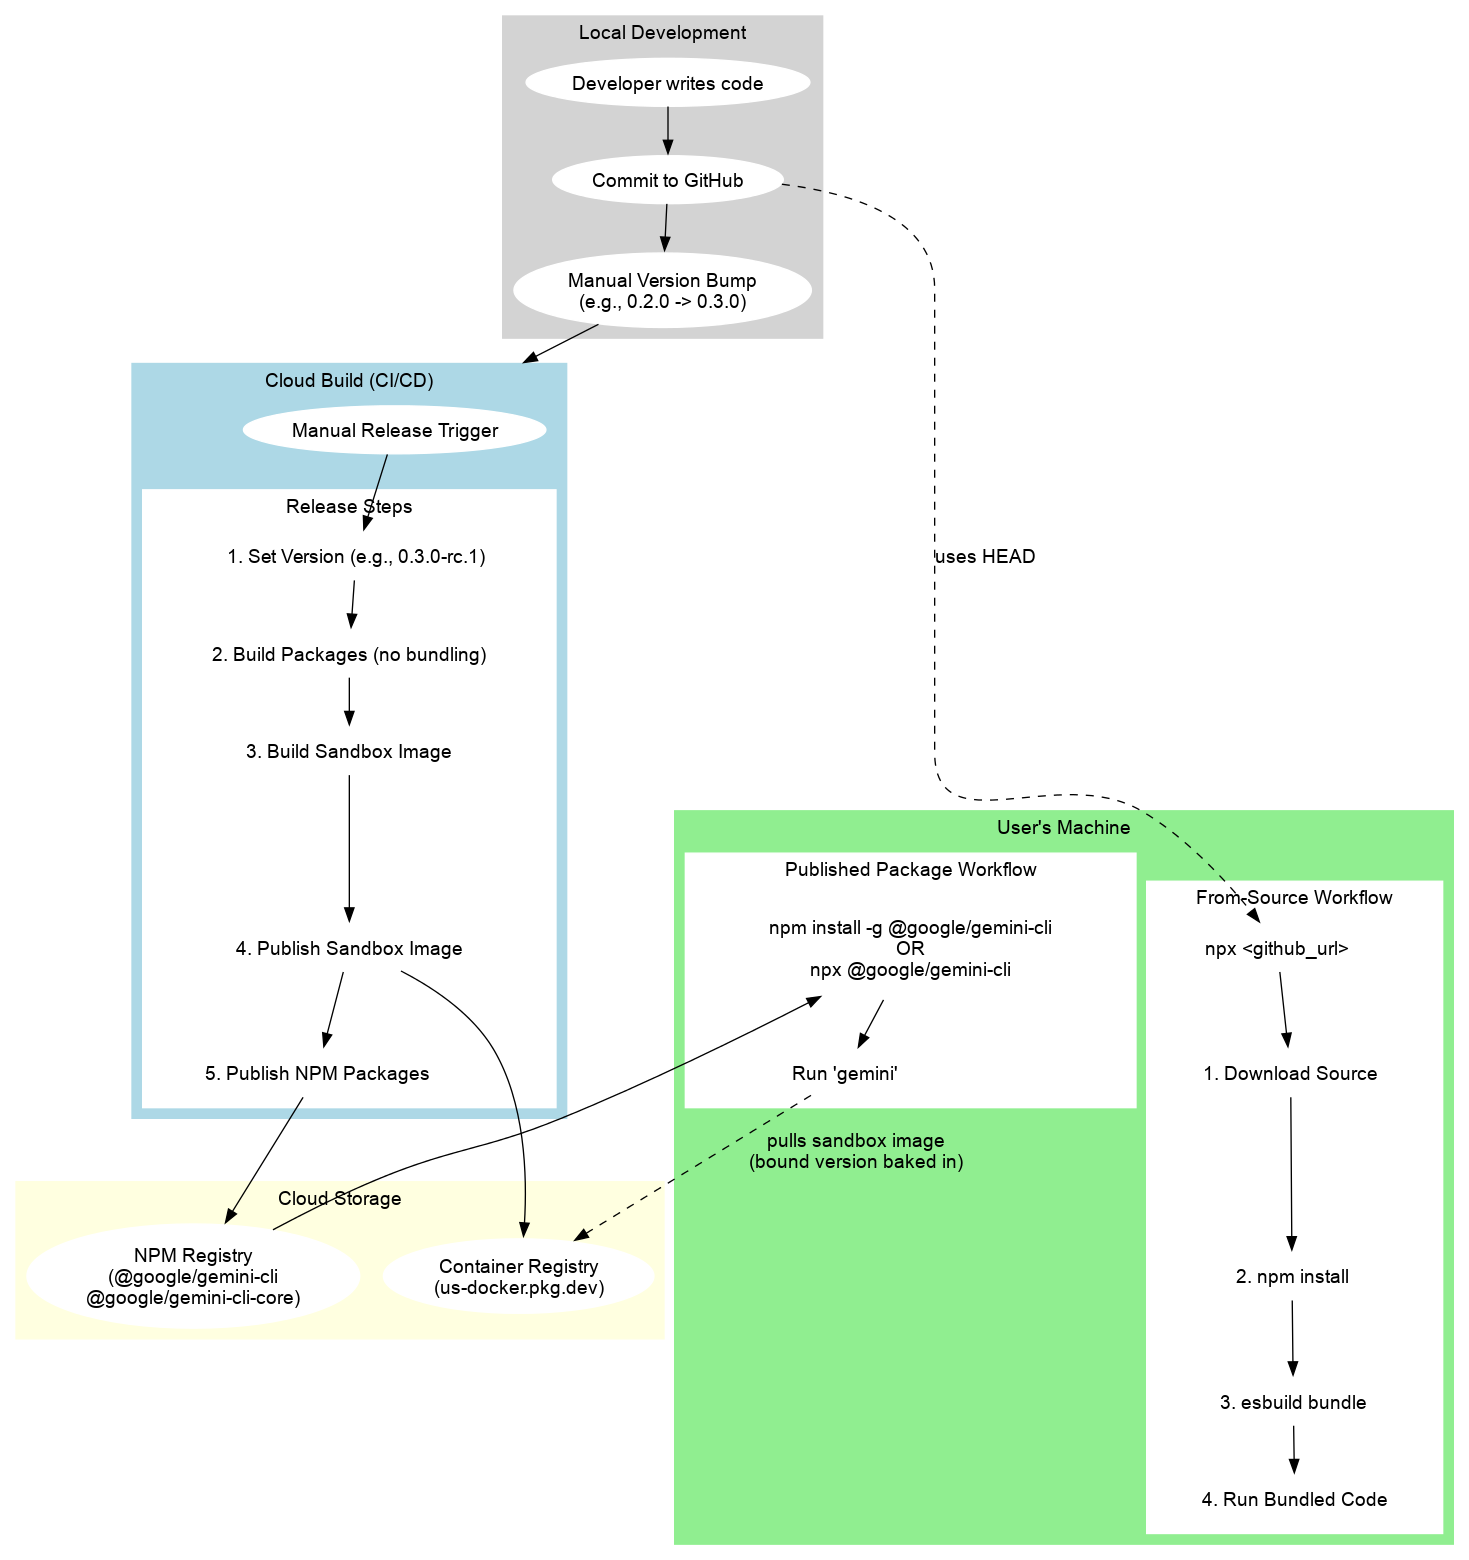 Local Development
Developer writes code
Commit to GitHub
Manual Version Bump
(e.g., 0.2.0 -> 0.3.0)
Cloud Build (CI/CD)
Manual Release Trigger
Release Steps
1. Set Version (e.g., 0.3.0-rc.1)
2. Build Packages (no bundling)
3. Build Sandbox Image
4. Publish Sandbox Image
5. Publish NPM Packages
uses HEAD
User's Machine
Published Package Workflow
npm install -g @google/gemini-cli
OR
npx @google/gemini-cli
Run 'gemini'
pulls sandbox image
(bound version baked in)
From-Source Workflow
npx <github_url>
1. Download Source
2. npm install
3. esbuild bundle
4. Run Bundled Code
Cloud Storage
NPM Registry
(@google/gemini-cli
@google/gemini-cli-core)
Container Registry
(us-docker.pkg.dev)